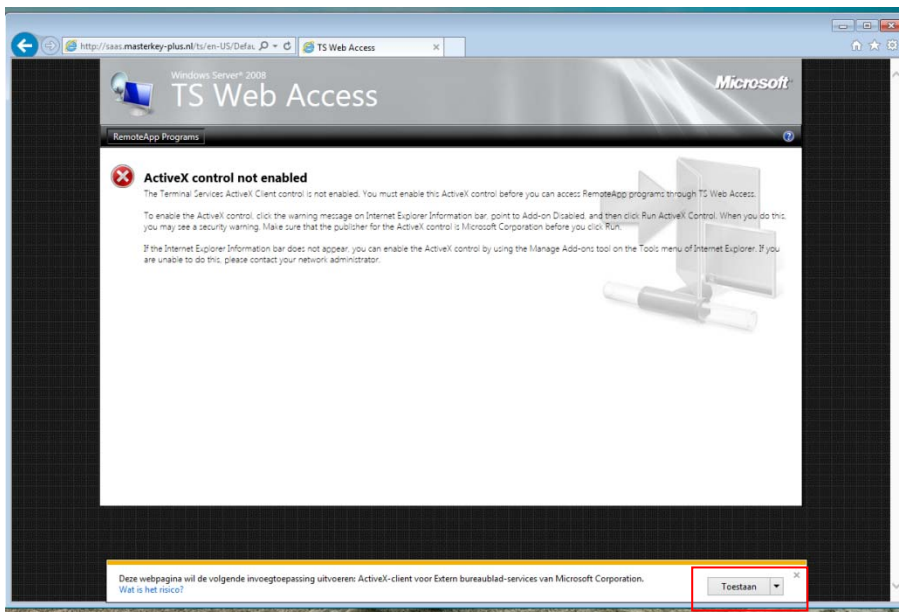 http://saas.masterkey-plus.nl/ts/en-US/Defau
TS Web Access
Windows Server® 2008
TS Web Access
Microsoft
RemoteApp Programs
ActiveX control not enabled
The Terminal Services ActiveX Client control is not enabled. You must enable this ActiveX control before you can access RemoteApp programs through TS Web Access.
To enable the ActiveX control, click the warning message on Internet Explorer Information bar, point to Add-on Disabled, and then click Run ActiveX Control. When you do this,
you may see a security warning. Make sure that the publisher for the ActiveX control is Microsoft Corporation before you click Run.
If the Internet Explorer Information bar does not appear, you can enable the ActiveX control by using the Manage Add-ons tool on the Tools menu of Internet Explorer. If you
are unable to do this, please contact your network administrator.
Deze webpagina wil de volgende invoegtoepassing uitvoeren: ActiveX-client voor Extern bureaublad-services van Microsoft Corporation.
Wat is het risico?
Toestaan